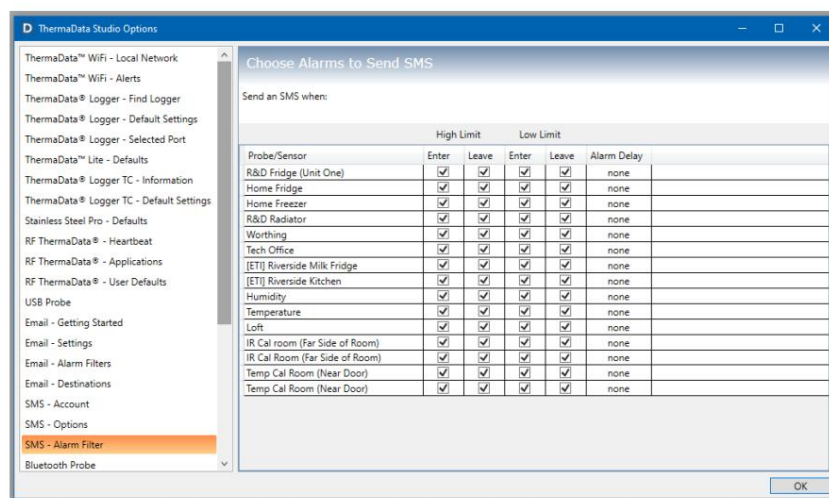 D ThermaData Studio Options
ThermaData™ WiFi - Local Network
ThermaData™ WiFi - Alerts
ThermaData® Logger - Find Logger
ThermaData® Logger - Default Settings
ThermaData® Logger - Selected Port
ThermaData™ Lite - Defaults
ThermaData® Logger TC - Information
ThermaData® Logger TC - Default Settings
Stainless Steel Pro - Defaults
RF ThermaData® - Heartbeat
RF ThermaData® - Applications
RF ThermaData® - User Defaults
USB Probe
Email - Getting Started
Email - Settings
Email - Alarm Filters
Email - Destinations
SMS - Account
SMS - Options
SMS - Alarm Filter
Bluetooth Probe
Choose Alarms to Send SMS
Send an SMS when:
High Limit Low Limit
Probe/Sensor Enter Leave Enter Leave Alarm Delay
R&D Fridge (Unit One) none
Home Fridge none
Home Freezer none
R&D Radiator none
Worthing none
Tech Office none
[ETI] Riverside Milk Fridge none
[ETI] Riverside Kitchen none
Humidity none
Temperature none
Loft none
IR Cal room (Far Side of Room) none
IR Cal Room (Far Side of Room) none
Temp Cal Room (Near Door) none
Temp Cal Room (Near Door) none
OK